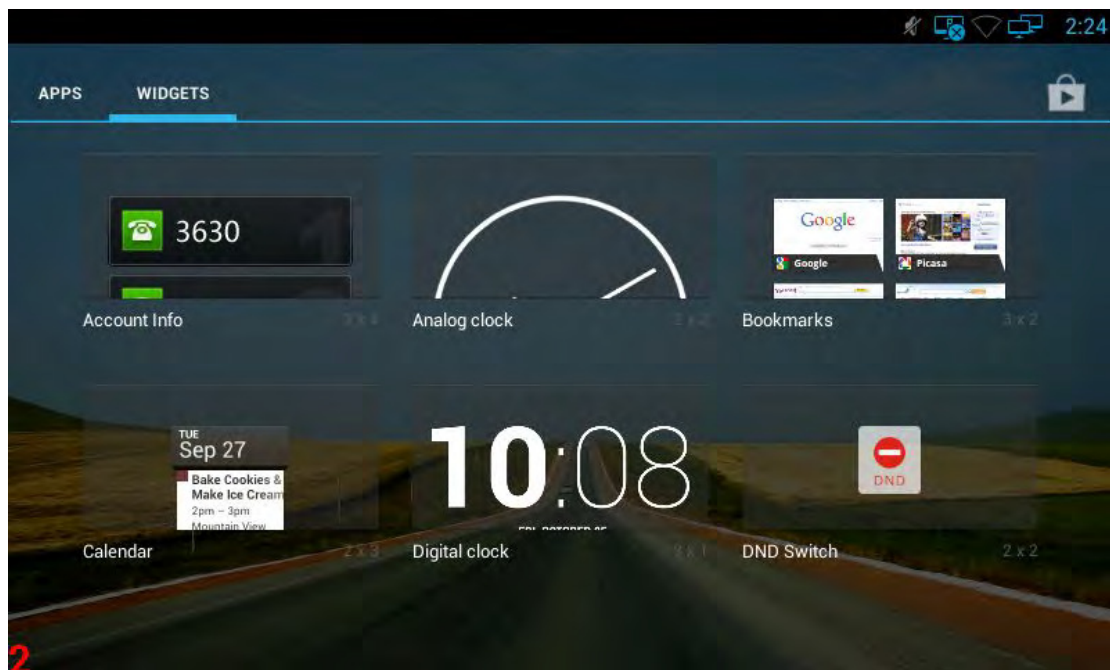 2:24
APPS WIDGETS
3630
Google
Google Picasa
Account Info
Analog clock 2 x 2
Bookmarks 3 x 2
TUE
Sep 27
Bake Cookies &
Make Ice Cream
2pm – 3pm
Mountain View
10:08
DND
Calendar 2 x 3
Digital clock
DND Switch 2 x 2
2